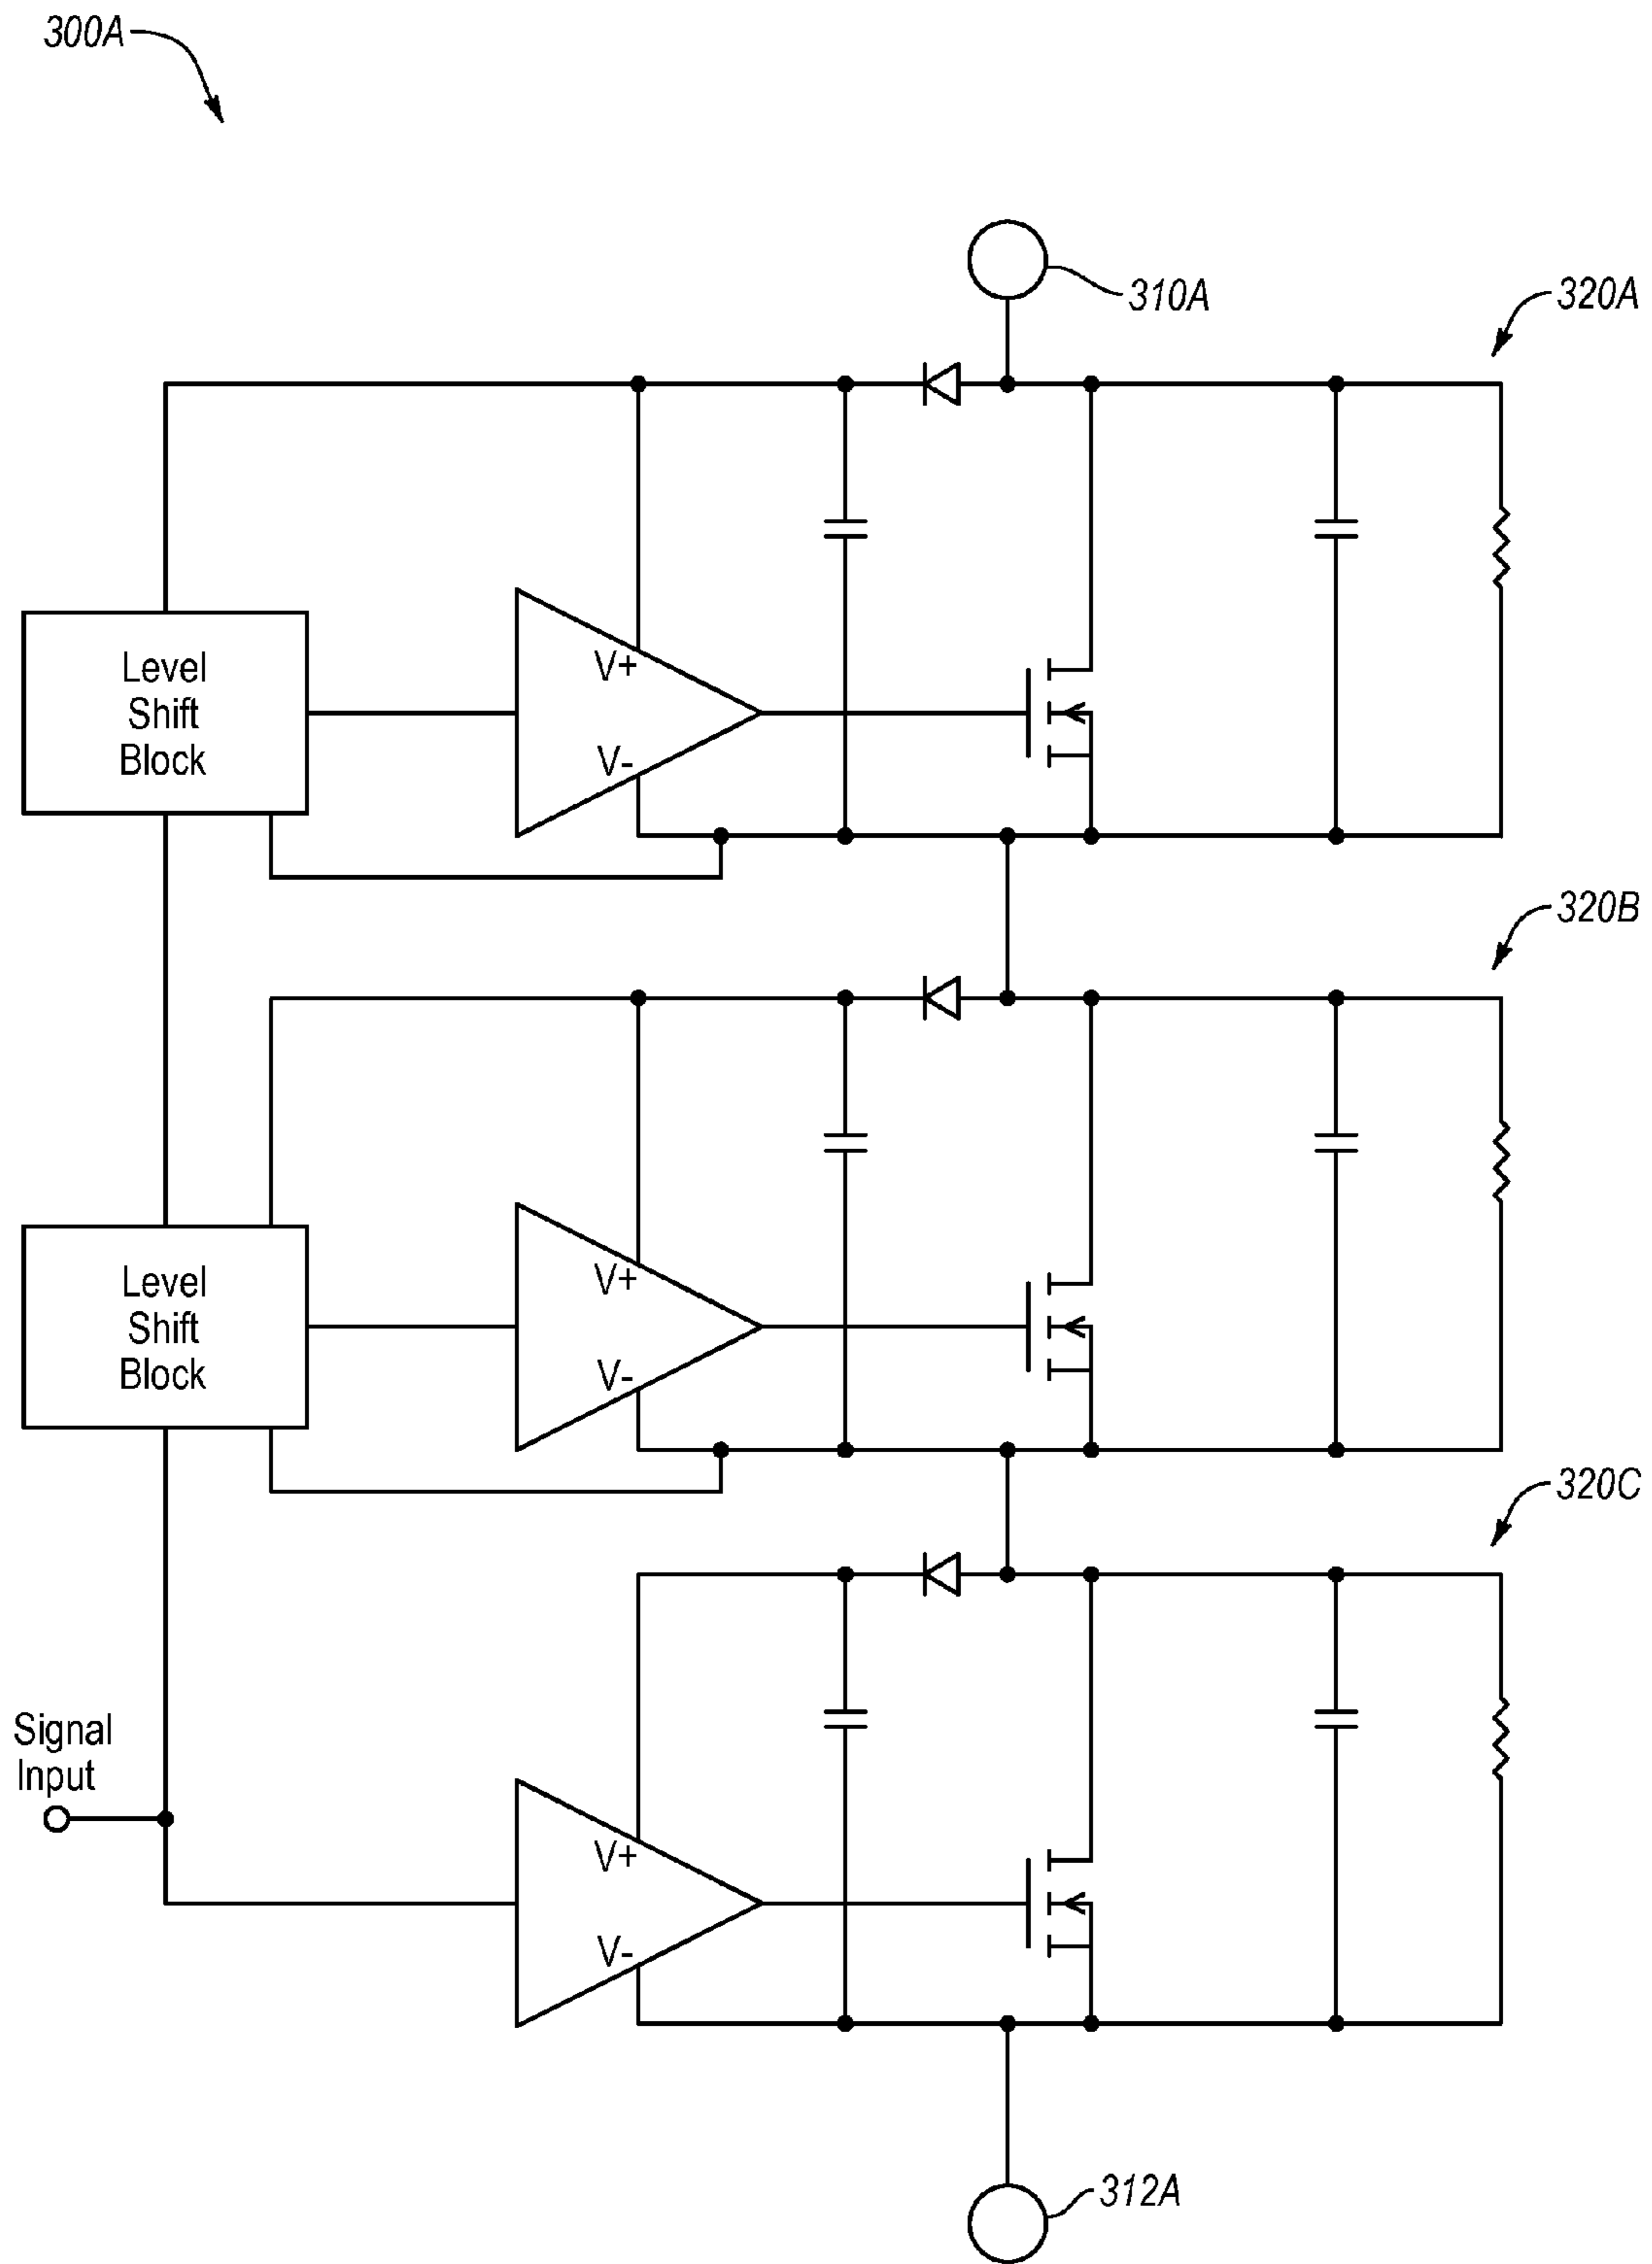 300A
310A
320A
Level
Shift
Block
V+
V-
320B
Level
Shift
Block
V+
V-
320C
Signal
Input
V+
V-
312A